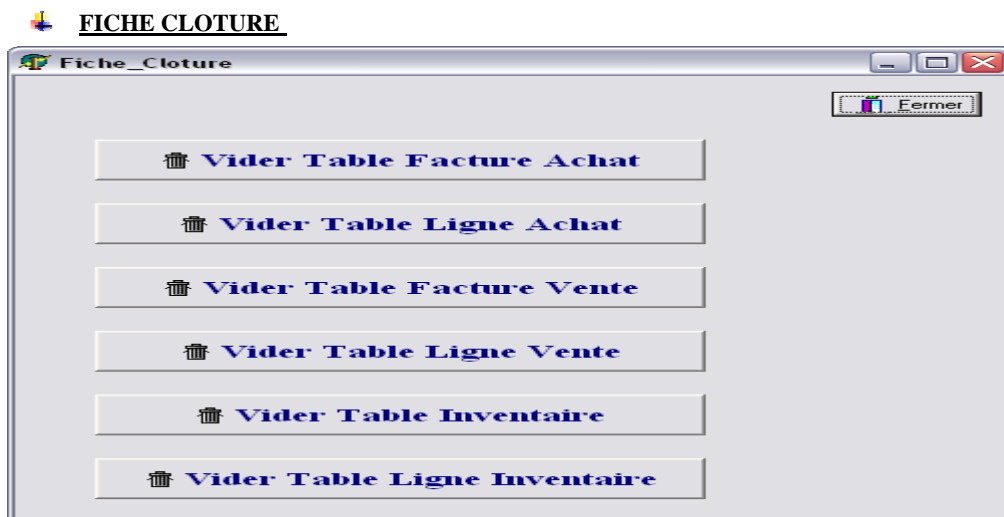 FICHE CLOTURE
Fiche_Cloture
Fermer
Vider Table Facture Achat
Vider Table Ligne Achat
Vider Table Facture Vente
Vider Table Ligne Vente
Vider Table Inventaire
Vider Table Ligne Inventaire